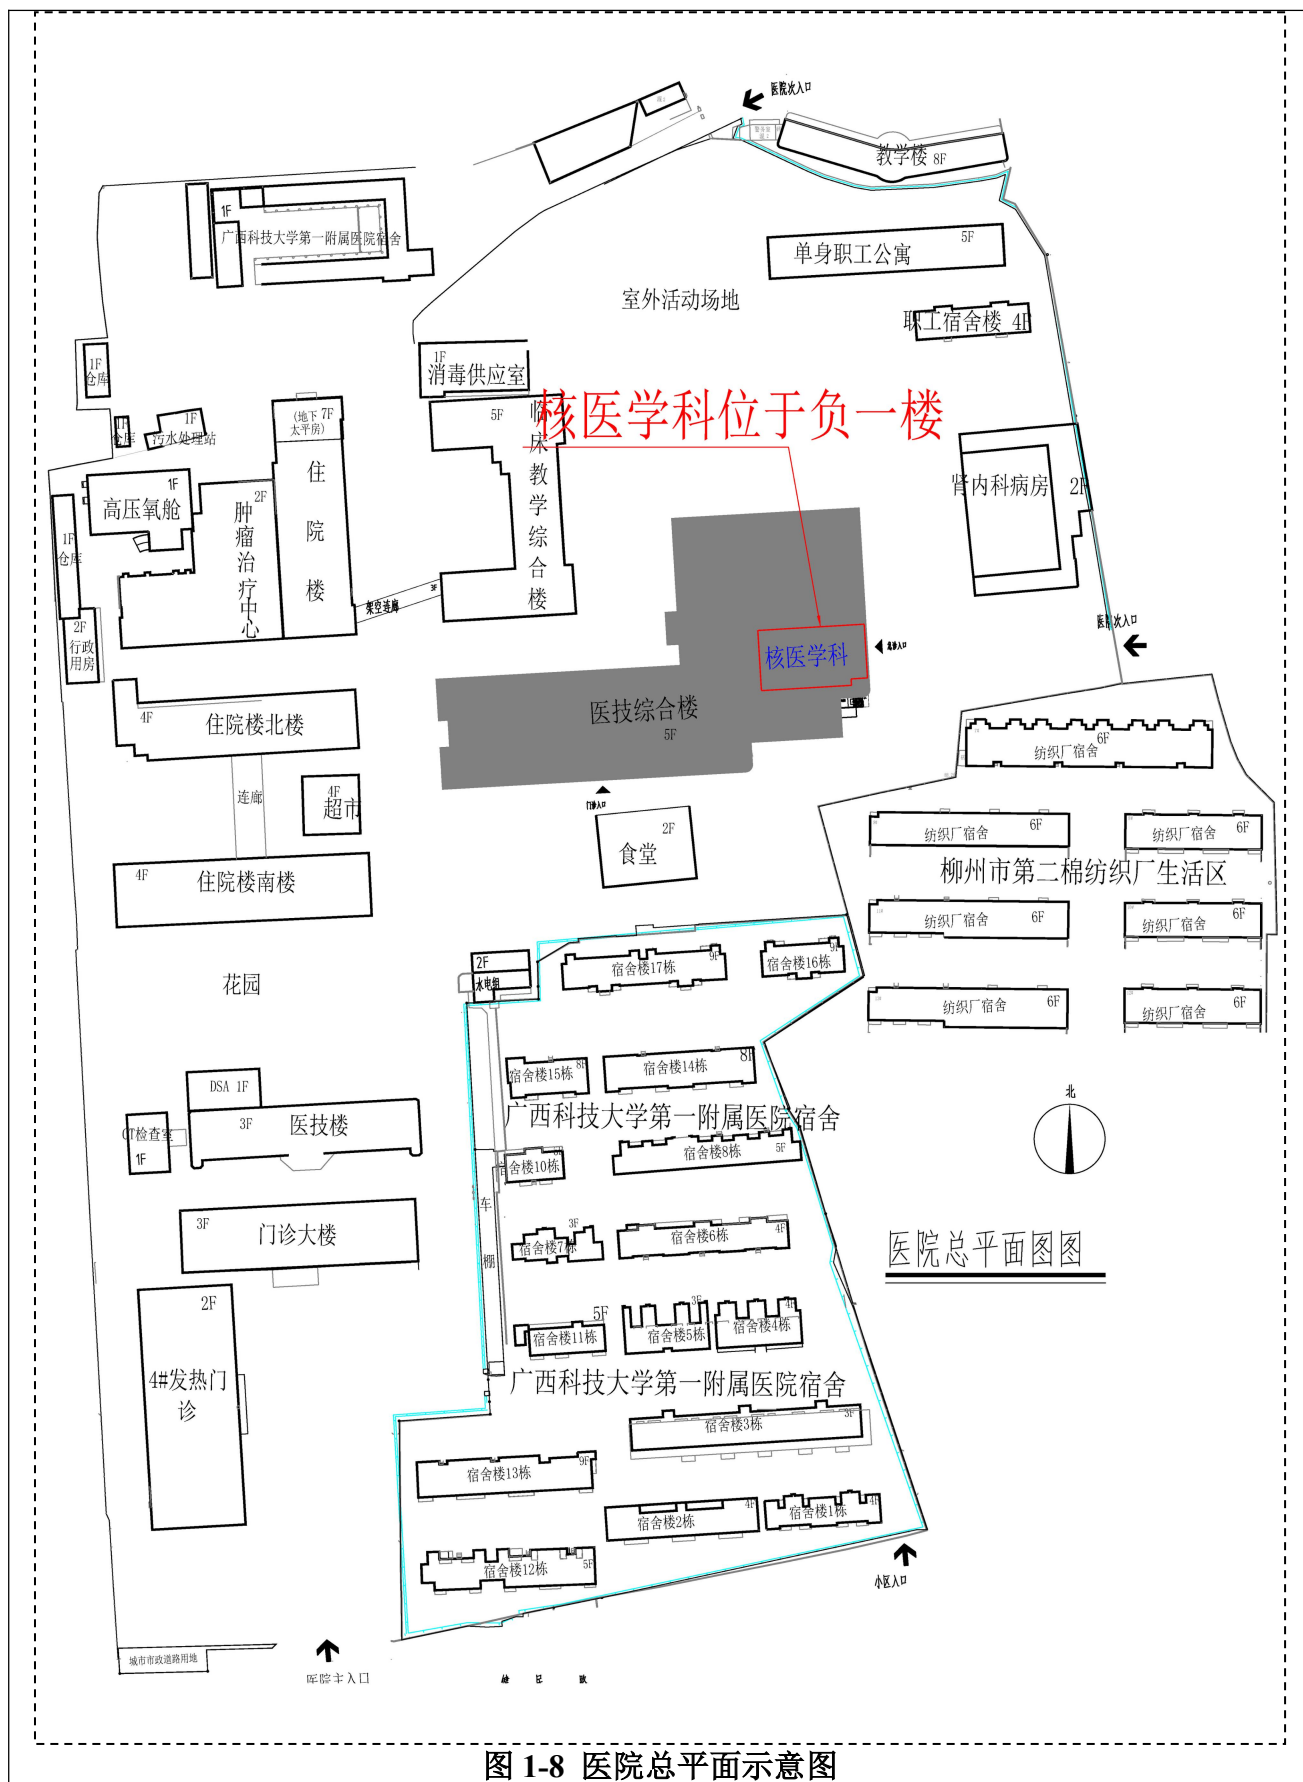 医院次入口
教学楼 8F
1F
广西科技大学第一附属医院宿舍
5F
单身职工公寓
室外活动场地
职工宿舍楼 4F
1F
消毒供应室
1F
仓库
核医学科位于负一楼
1F
仓库
1F
污水处理站
(地下 7F
太平房)
住院楼
5F
临床教学综合楼
肾内科病房 2F
1F
高压氧舱
2F
肿瘤治疗中心
1F
仓库
3F
架空连廊
2F
行政
用房
医院次入口
核医学科
急诊入口
4F
住院楼北楼
医技综合楼
5F
6F
纺织厂宿舍
连廊
4F
超市
门诊入口
2F
食堂
纺织厂宿舍 6F
纺织厂宿舍 6F
柳州市第二棉纺织厂生活区
4F
住院楼南楼
纺织厂宿舍 6F
纺织厂宿舍 6F
2F
水电组
9F
宿舍楼17栋
9F
宿舍楼16栋
花园
纺织厂宿舍 6F
纺织厂宿舍 6F
DSA 1F
8F
宿舍楼15栋
8F
宿舍楼14栋
北
广西科技大学第一附属医院宿舍
CT检查室
1F
3F
医技楼
宿舍楼10栋
宿舍楼8栋 5F
车棚
3F
门诊大楼
3F
宿舍楼7栋
宿舍楼6栋 4F
医院总平面图图
2F
4#发热门
诊
5F
宿舍楼11栋
3F
宿舍楼5栋
4F
宿舍楼4栋
广西科技大学第一附属医院宿舍
宿舍楼3栋 3F
9F
宿舍楼13栋
4F
宿舍楼2栋
4F
宿舍楼1栋
宿舍楼12栋 5F
小区入口
城市市政道路用地
医院主入口
图 1-8 医院总平面示意图